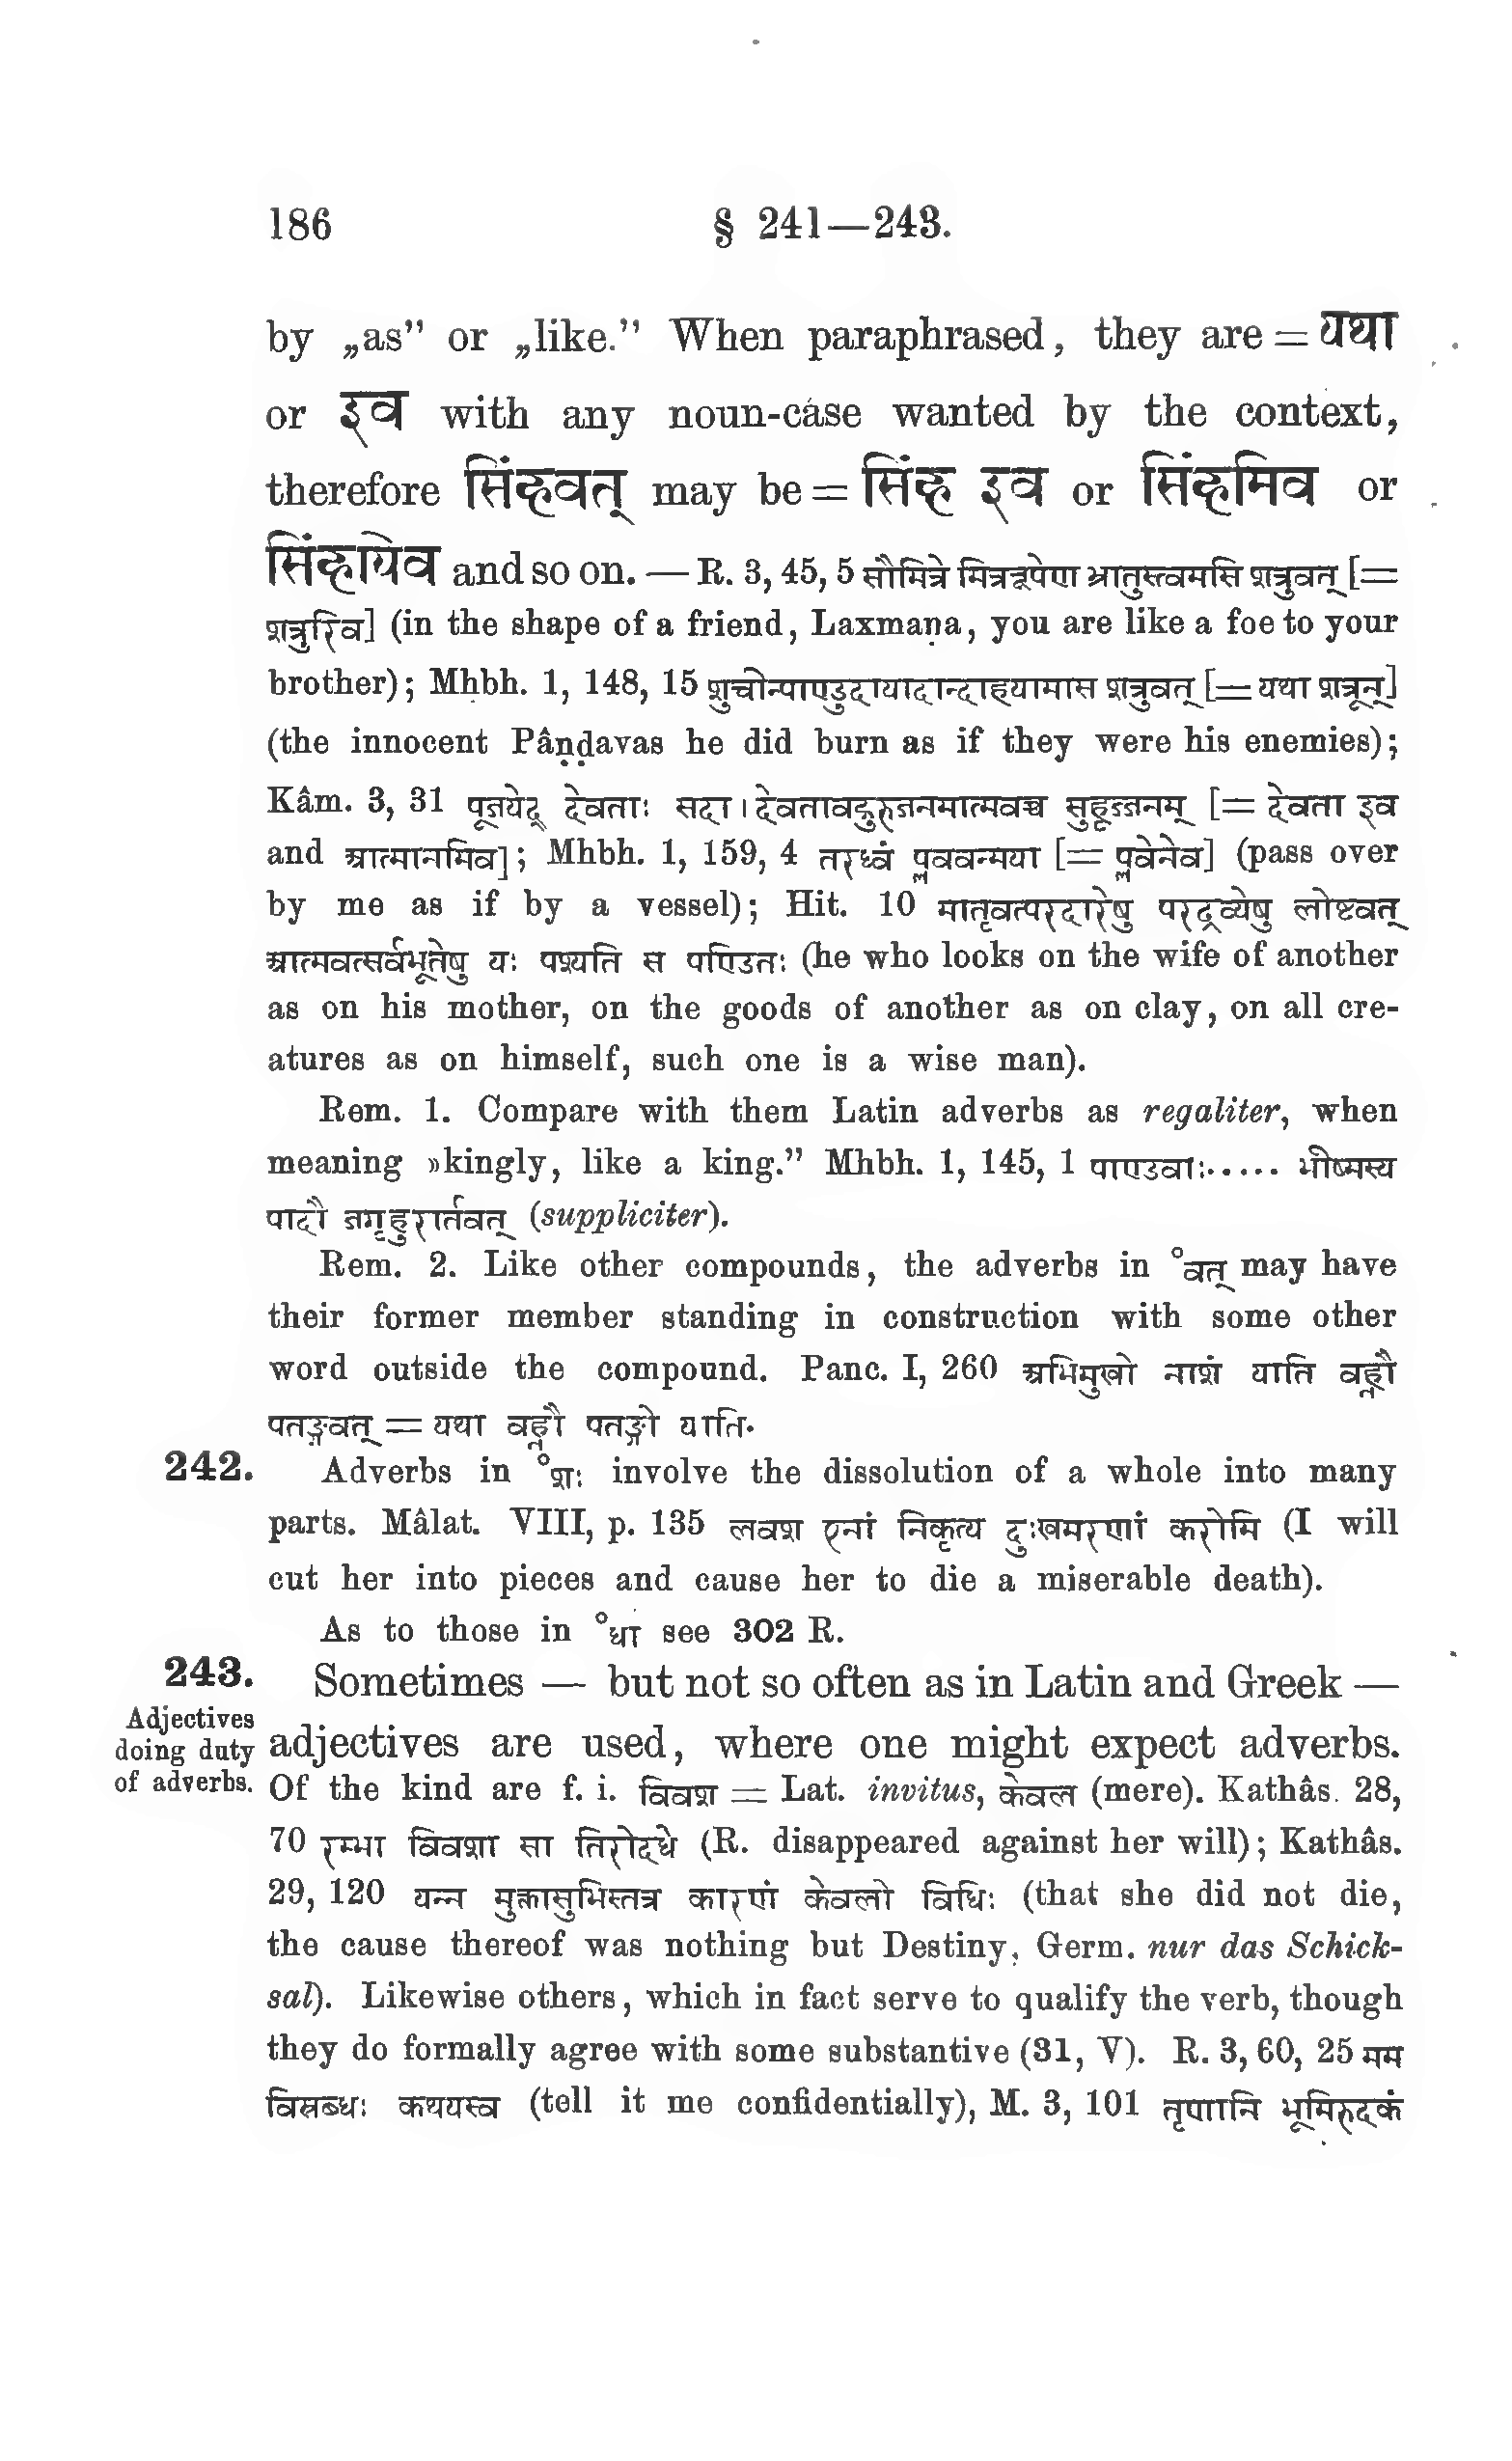 186 § 241—243.
by „as” or „like.” When paraphrased, they are = यथा
or इव with any noun-case wanted by the context,
therefore सिंहवत् may be = सिंह इव or सिंहमिव or
सिंहायेव and so on. — R. 3, 45, 5 सौमित्रे मित्ररूपेण भ्रातुस्त्वमसि शत्रुवत् [=
शत्रुरिव] (in the shape of a friend, Laxmaṇa, you are like a foe to your
brother); Mhbh. 1, 148, 15 शुचीन्पाण्डुदायादान्दाहयामास शत्रुवत् [= यथा शत्रून्]
(the innocent Pâṇḍavas he did burn as if they were his enemies);
Kâm. 3, 31 पूजयेद् देवताः सदा । देवतावद्गुरुजनमात्मवच्च सुहृज्जनम् [= देवता इव
and आत्मानमिव]; Mhbh. 1, 159, 4 तरध्वं प्लववन्मया [= प्लवेनेव] (pass over
by me as if by a vessel); Hit. 10 मातृवत्परदारेषु परद्रव्येषु लोष्टवत्
आत्मवत्सर्वभूतेषु यः पश्यति स पण्डितः (he who looks on the wife of another
as on his mother, on the goods of another as on clay, on all cre-
atures as on himself, such one is a wise man).
Rem. 1. Compare with them Latin adverbs as regaliter, when
meaning »kingly, like a king.” Mhbh. 1, 145, 1 पाण्डवाः..... भीष्मस्य
पादौ जगृहुरार्तवत् (suppliciter).
Rem. 2. Like other compounds, the adverbs in °वत् may have
their former member standing in construction with some other
word outside the compound. Panc. I, 260 अभिमुखो नाशं याति वह्नौ
पतङ्गवत् = यथा वह्नौ पतङ्गो याति.
242. Adverbs in °शः involve the dissolution of a whole into many
parts. Mâlat. VIII, p. 135 लवश एनां निकृत्य दुःखमरणां करोमि (I will
cut her into pieces and cause her to die a miserable death).
As to those in °धा see 302 R.
243. Sometimes — but not so often as in Latin and Greek —
Adjectives
doing duty
of adverbs.
adjectives are used, where one might expect adverbs.
Of the kind are f. i. विवश = Lat. invitus, केवल (mere). Kathâs. 28,
70 रम्भा विवशा सा तिरोदधे (R. disappeared against her will); Kathâs.
29, 120 यन्न मुक्तासुभिस्तत्र कारणं केवलो विधिः (that she did not die,
the cause thereof was nothing but Destiny, Germ. nur das Schick-
sal). Likewise others, which in fact serve to qualify the verb, though
they do formally agree with some substantive (31, V). R. 3, 60, 25 मम
विस्रब्धः कथयस्व (tell it me confidentially), M. 3, 101 तृणानि भूमिरुदकं